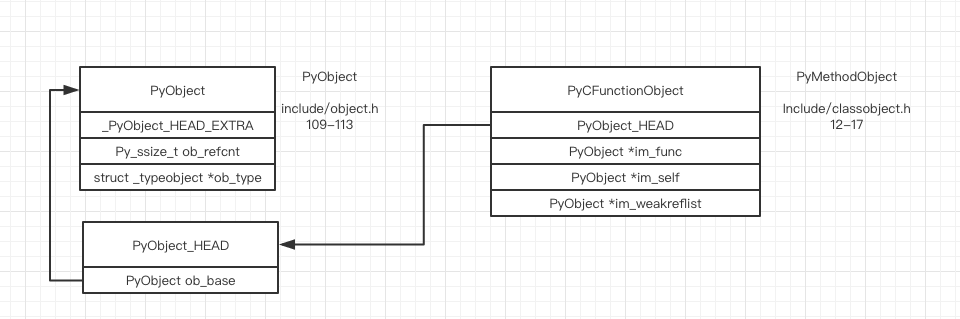 PyObject
_PyObject_HEAD_EXTRA
Py_ssize_t ob_refcnt
struct _typeobject *ob_type
PyObject
include/object.h
109-113
PyObject_HEAD
PyObject ob_base
PyCFunctionObject
PyObject_HEAD
PyObject *im_func
PyObject *im_self
PyObject *im_weakreflist
PyMethodObject
Include/classobject.h
12-17